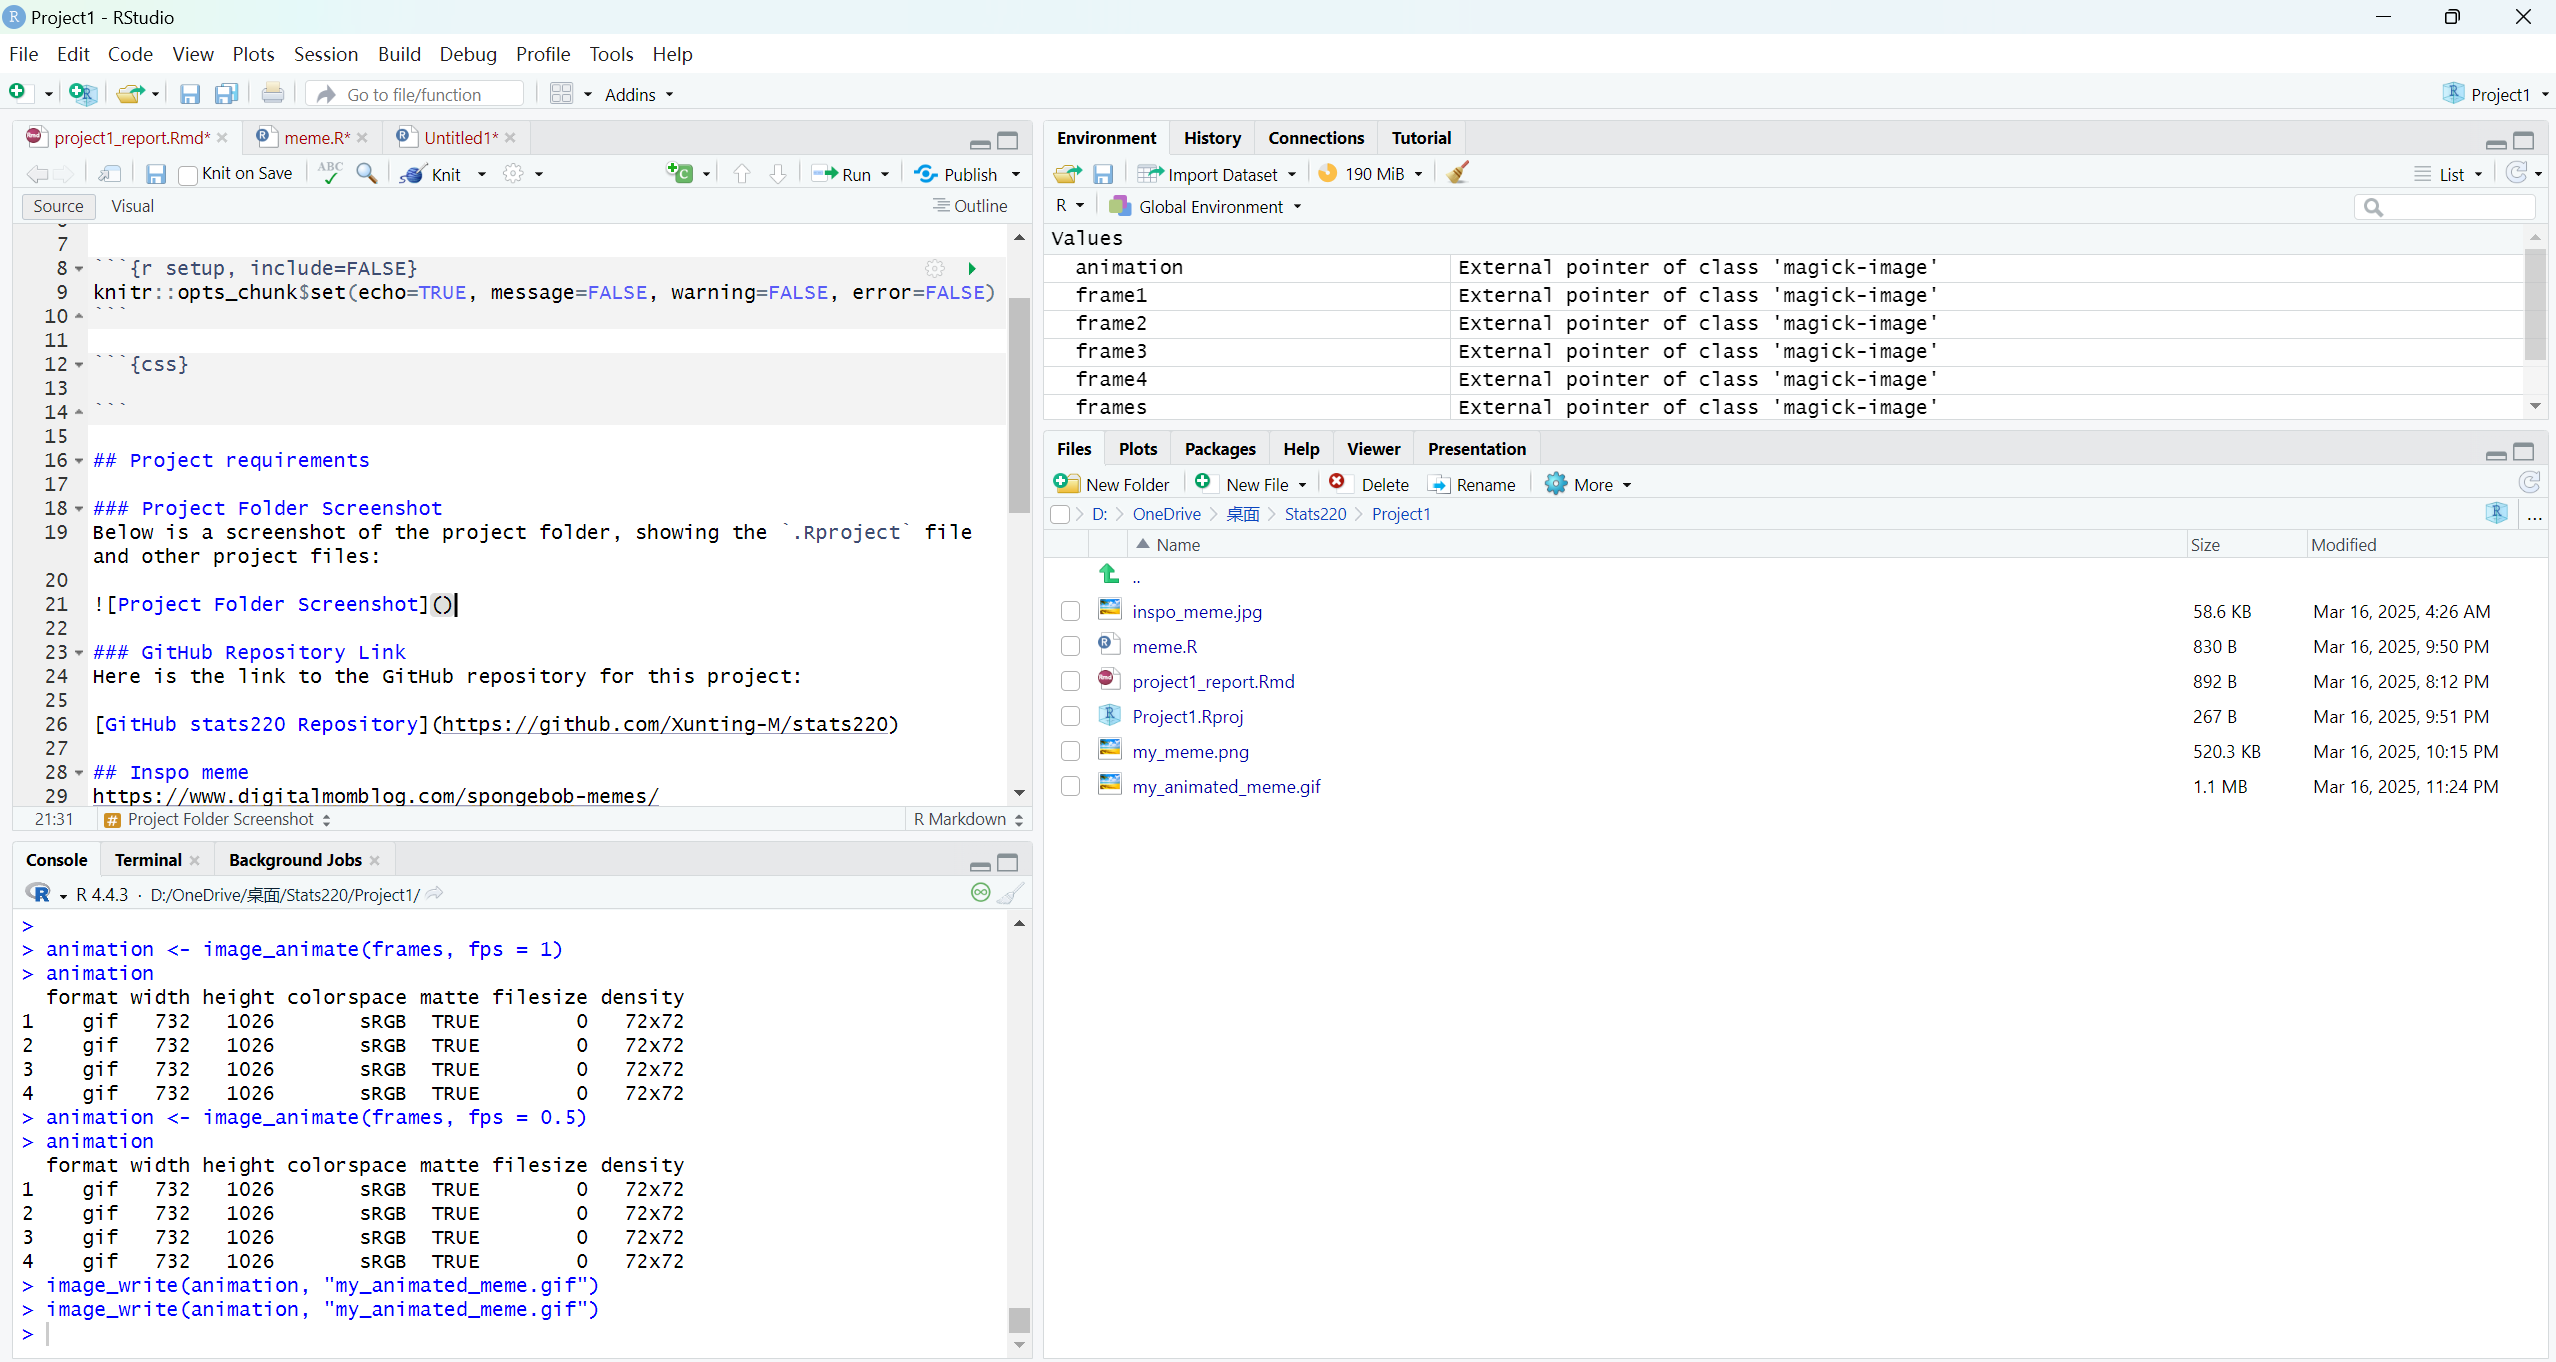 Project1 - RStudio
File Edit Code View Plots Session Build Debug Profile Tools Help
Go to file/function Addins Project1
project1_report.Rmd* meme.R* Untitled1*
Knit on Save ABC Knit Run Publish
Source Visual Outline
7
8 ```{r setup, include=FALSE}
9 knitr::opts_chunk$set(echo=TRUE, message=FALSE, warning=FALSE, error=FALSE)
10 ```
11
12 ```{css}
13
14 ```
15
16 ## Project requirements
17
18 ### Project Folder Screenshot
19 Below is a screenshot of the project folder, showing the `.Rproject` file
and other project files:
20
21 ![Project Folder Screenshot]()
22
23 ### GitHub Repository Link
24 Here is the link to the GitHub repository for this project:
25
26 [GitHub stats220 Repository](https://github.com/Xunting-M/stats220)
27
28 ## Inspo meme
29 https://www.digitalmomblog.com/spongebob-memes/
21:31 # Project Folder Screenshot R Markdown
Console Terminal Background Jobs
R 4.4.3 · D:/OneDrive/桌面/Stats220/Project1/
>
> animation <- image_animate(frames, fps = 1)
> animation
format width height colorspace matte filesize density
1 gif 732 1026 sRGB TRUE 0 72x72
2 gif 732 1026 sRGB TRUE 0 72x72
3 gif 732 1026 sRGB TRUE 0 72x72
4 gif 732 1026 sRGB TRUE 0 72x72
> animation <- image_animate(frames, fps = 0.5)
> animation
format width height colorspace matte filesize density
1 gif 732 1026 sRGB TRUE 0 72x72
2 gif 732 1026 sRGB TRUE 0 72x72
3 gif 732 1026 sRGB TRUE 0 72x72
4 gif 732 1026 sRGB TRUE 0 72x72
> image_write(animation, "my_animated_meme.gif")
> image_write(animation, "my_animated_meme.gif")
>
Environment History Connections Tutorial
Import Dataset 190 MiB List
R Global Environment
Values
animation External pointer of class 'magick-image'
frame1 External pointer of class 'magick-image'
frame2 External pointer of class 'magick-image'
frame3 External pointer of class 'magick-image'
frame4 External pointer of class 'magick-image'
frames External pointer of class 'magick-image'
Files Plots Packages Help Viewer Presentation
New Folder New File Delete Rename More
D: OneDrive 桌面 Stats220 Project1 ...
Name Size Modified
..
inspo_meme.jpg 58.6 KB Mar 16, 2025, 4:26 AM
meme.R 830 B Mar 16, 2025, 9:50 PM
project1_report.Rmd 892 B Mar 16, 2025, 8:12 PM
Project1.Rproj 267 B Mar 16, 2025, 9:51 PM
my_meme.png 520.3 KB Mar 16, 2025, 10:15 PM
my_animated_meme.gif 1.1 MB Mar 16, 2025, 11:24 PM